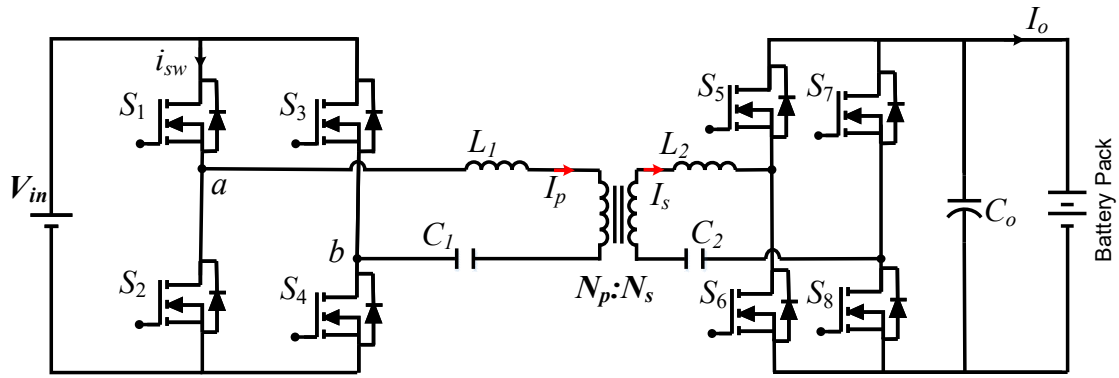 I_o
i_sw
S_1
S_3
S_5
S_7
L_1
L_2
V_in
a
I_p
I_s
C_1
C_2
C_o
Battery Pack
b
N_p:N_s
S_2
S_4
S_6
S_8